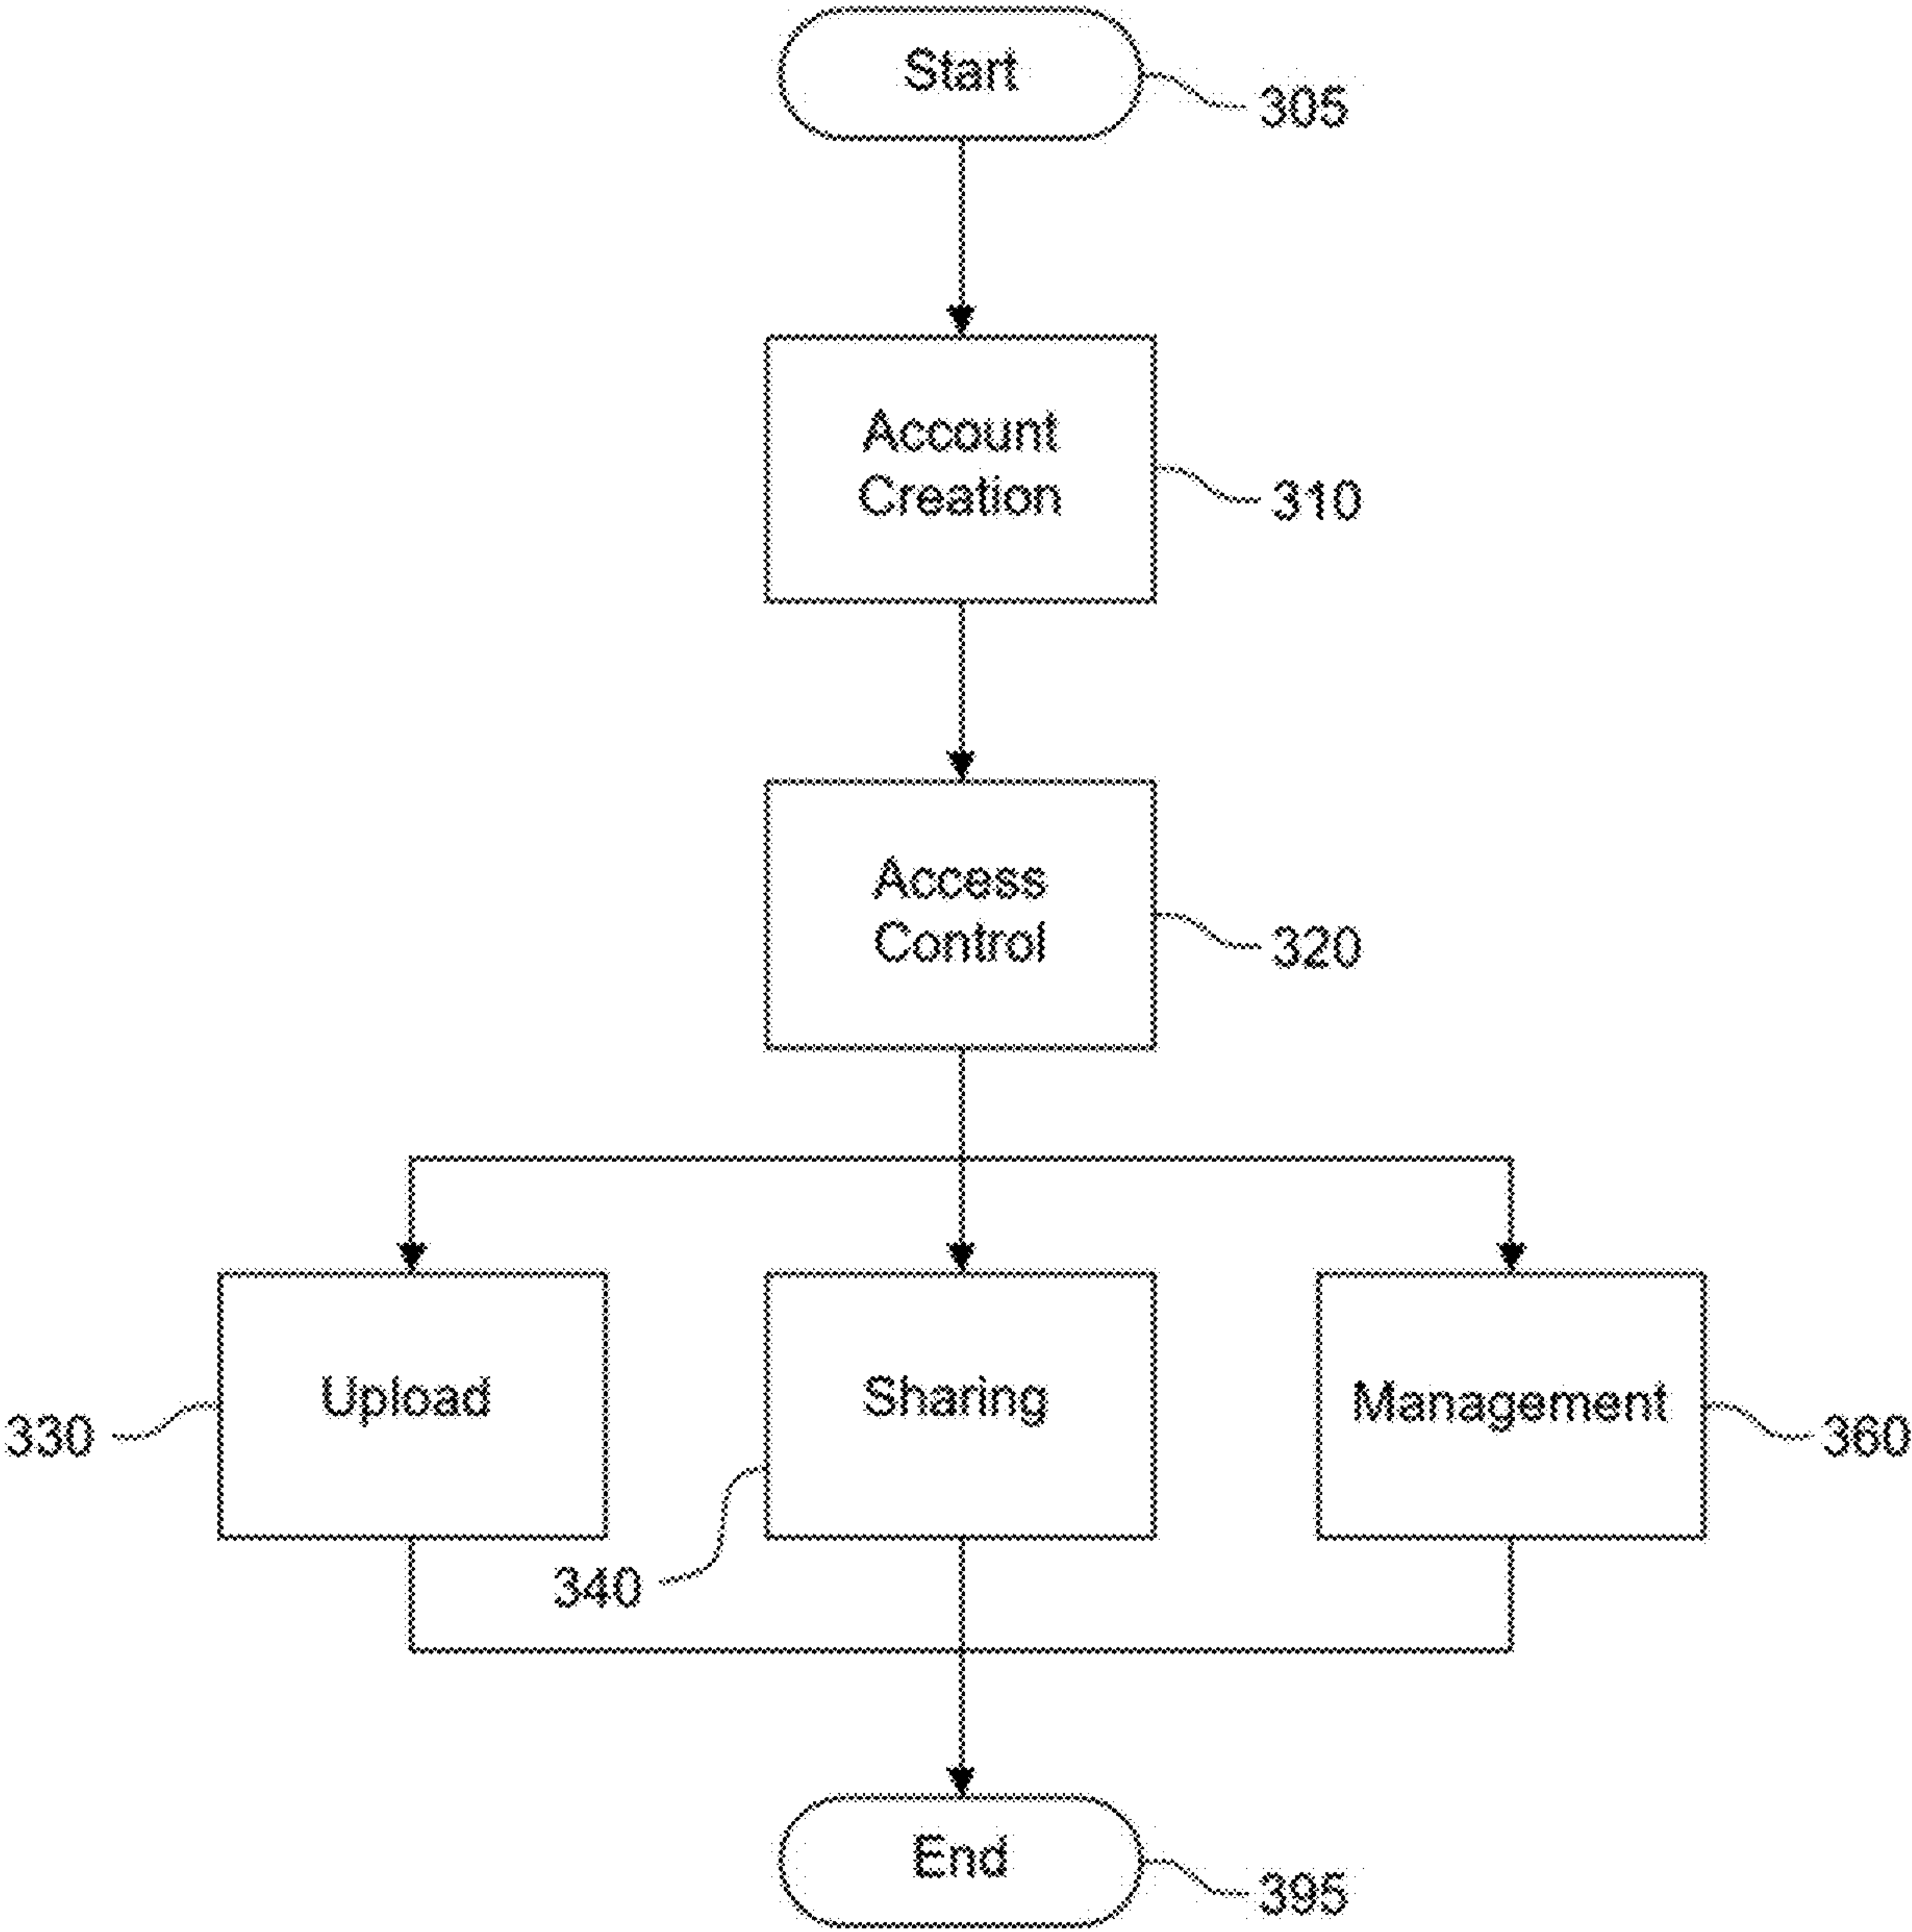 Start
305
Account
Creation
310
Access
Control
320
Upload
Sharing
Management
330
340
360
End
395